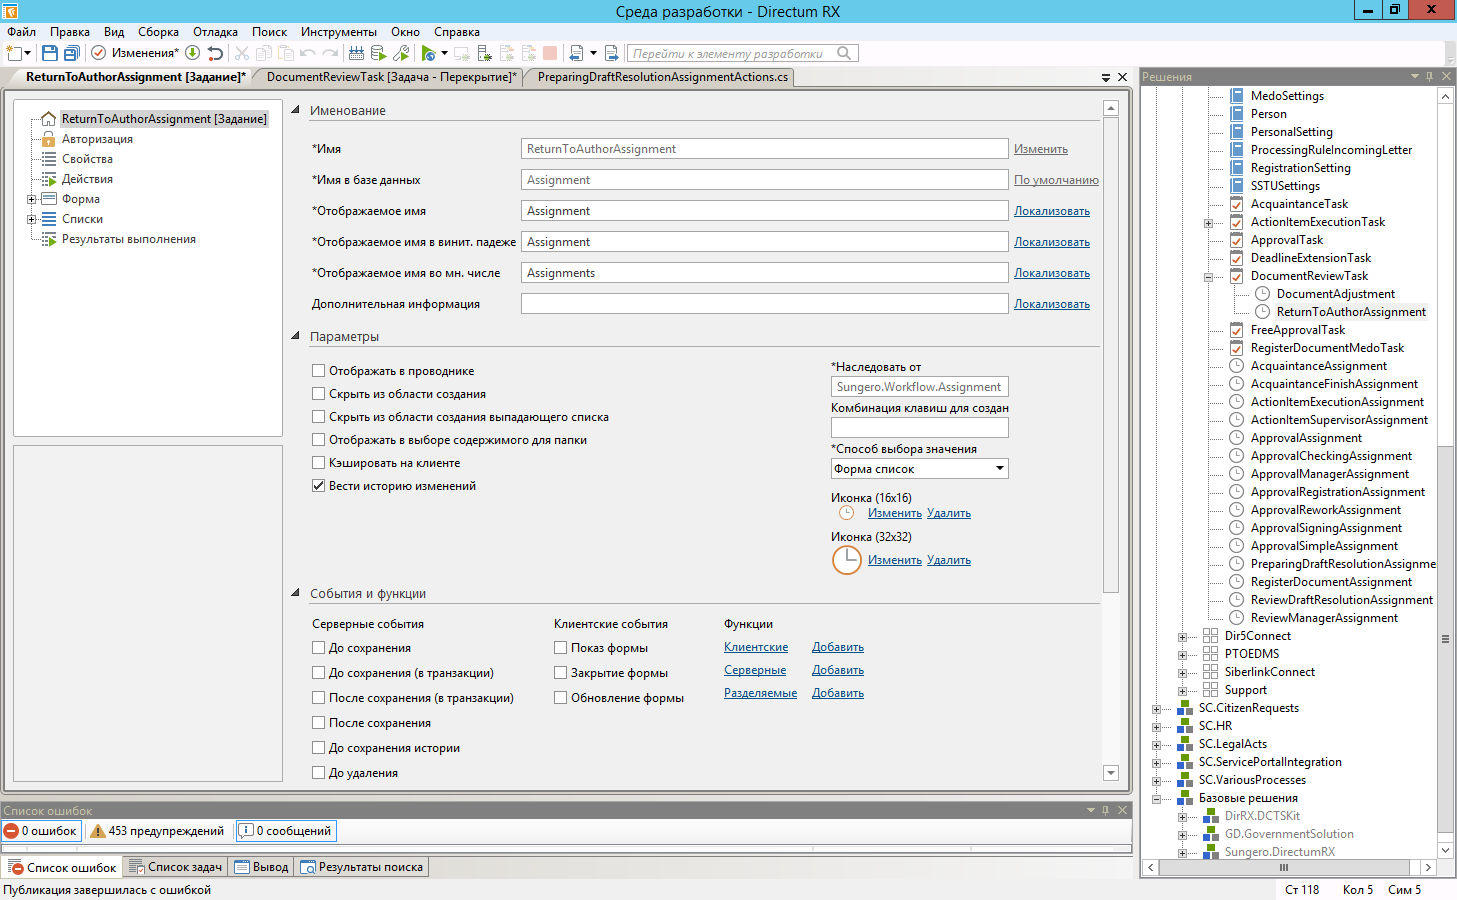 Среда разработки - Directum RX
Файл Правка Вид Сборка Отладка Поиск Инструменты Окно Справка
Изменения* Перейти к элементу разработки
ReturnToAuthorAssignment [Задание]* DocumentReviewTask [Задача - Перекрытие]* PreparingDraftResolutionAssignmentActions.cs
ReturnToAuthorAssignment [Задание]
Авторизация
Свойства
Действия
Форма
Списки
Результаты выполнения
Именование
*Имя ReturnToAuthorAssignment Изменить
*Имя в базе данных Assignment По умолчанию
*Отображаемое имя Assignment Локализовать
*Отображаемое имя в винит. падеже Assignment Локализовать
*Отображаемое имя во мн. числе Assignments Локализовать
Дополнительная информация Локализовать
Параметры
Отображать в проводнике
Скрыть из области создания
Скрыть из области создания выпадающего списка
Отображать в выборе содержимого для папки
Кэшировать на клиенте
Вести историю изменений
*Наследовать от
Sungero.Workflow.Assignment
Комбинация клавиш для создан
*Способ выбора значения
Форма список
Иконка (16x16)
Изменить Удалить
Иконка (32x32)
Изменить Удалить
События и функции
Серверные события
До сохранения
До сохранения (в транзакции)
После сохранения (в транзакции)
После сохранения
До сохранения истории
До удаления
Клиентские события
Показ формы
Закрытие формы
Обновление формы
Функции
Клиентские Добавить
Серверные Добавить
Разделяемые Добавить
Решения
MedoSettings
Person
PersonalSetting
ProcessingRuleIncomingLetter
RegistrationSetting
SSTUSettings
AcquaintanceTask
ActionItemExecutionTask
ApprovalTask
DeadlineExtensionTask
DocumentReviewTask
DocumentAdjustment
ReturnToAuthorAssignment
FreeApprovalTask
RegisterDocumentMedoTask
AcquaintanceAssignment
AcquaintanceFinishAssignment
ActionItemExecutionAssignment
ActionItemSupervisorAssignment
ApprovalAssignment
ApprovalCheckingAssignment
ApprovalManagerAssignment
ApprovalRegistrationAssignment
ApprovalReworkAssignment
ApprovalSigningAssignment
ApprovalSimpleAssignment
PreparingDraftResolutionAssignme
RegisterDocumentAssignment
ReviewDraftResolutionAssignment
ReviewManagerAssignment
Dir5Connect
PTOEDMS
SiberlinkConnect
Support
SC.CitizenRequests
SC.HR
SC.LegalActs
SC.ServicePortalIntegration
SC.VariousProcesses
Базовые решения
DirRX.DCTSKit
GD.GovernmentSolution
Sungero.DirectumRX
Список ошибок
0 ошибок 453 предупреждений 0 сообщений
Список ошибок Список задач Вывод Результаты поиска
Публикация завершилась с ошибкой Ст 118 Кол 5 Сим 5